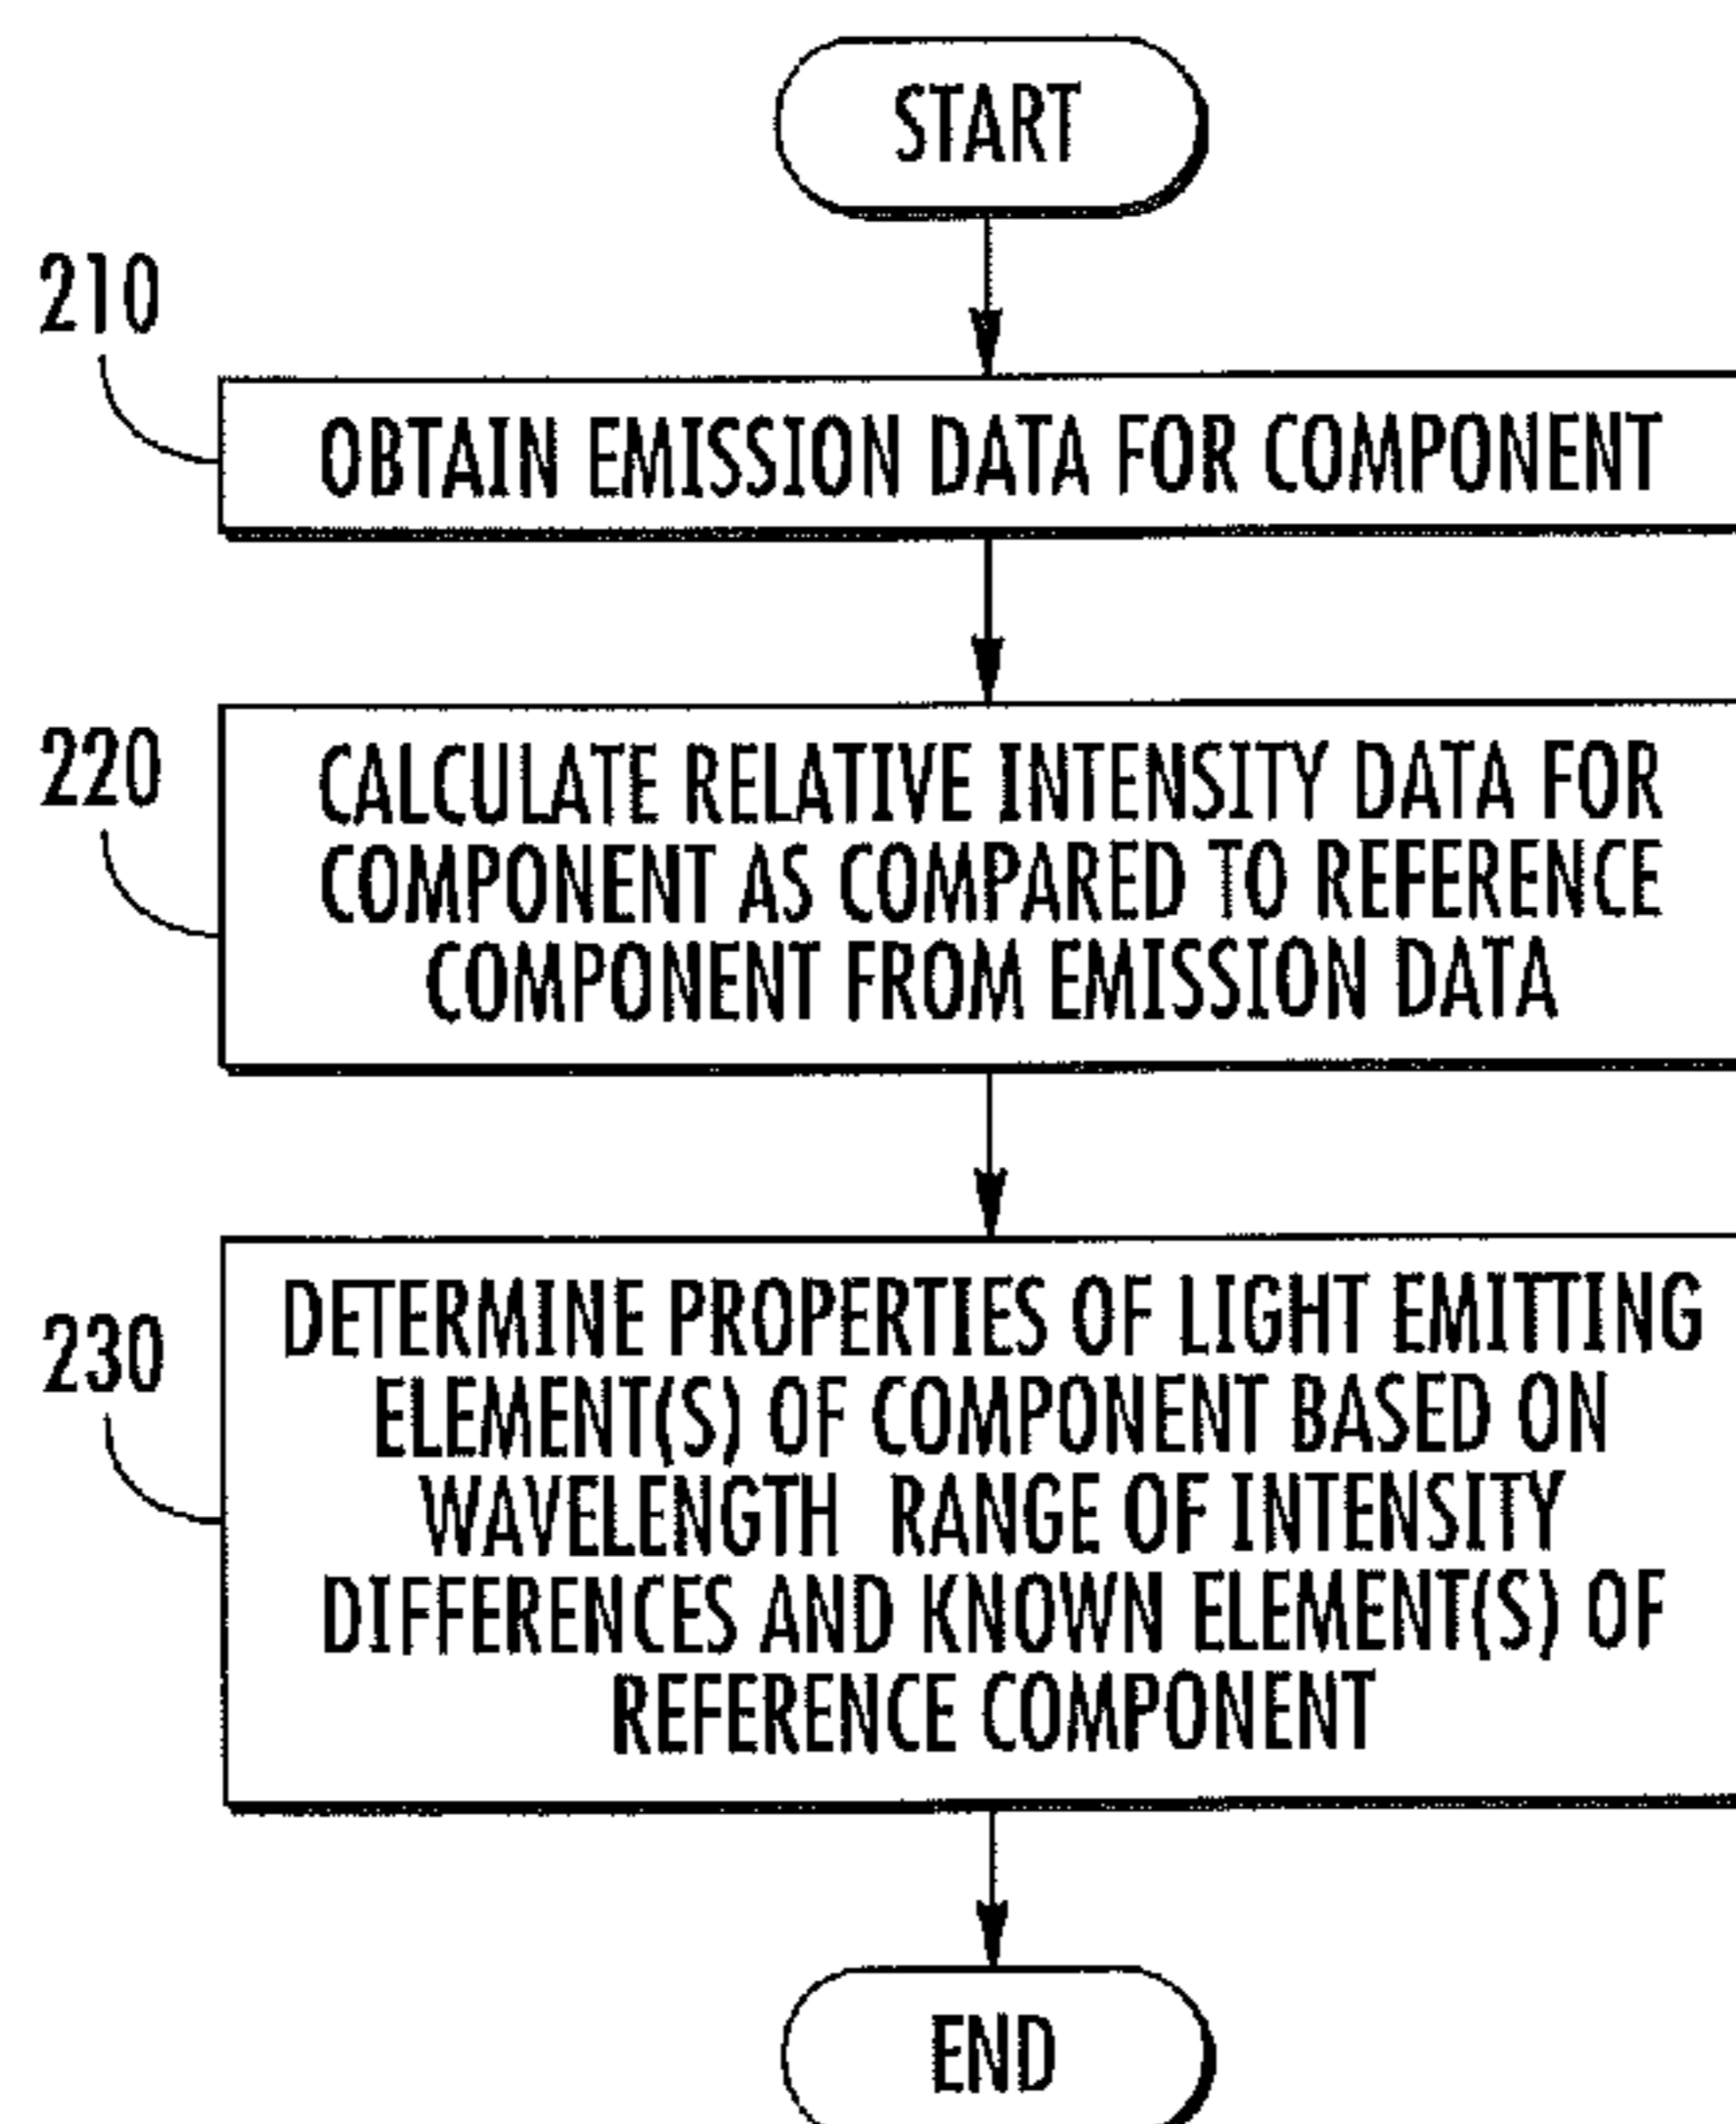 START
210
OBTAIN EMISSION DATA FOR COMPONENT
220
CALCULATE RELATIVE INTENSITY DATA FOR
COMPONENT AS COMPARED TO REFERENCE
COMPONENT FROM EMISSION DATA
230
DETERMINE PROPERTIES OF LIGHT EMITTING
ELEMENT(S) OF COMPONENT BASED ON
WAVELENGTH RANGE OF INTENSITY
DIFFERENCES AND KNOWN ELEMENT(S) OF
REFERENCE COMPONENT
END